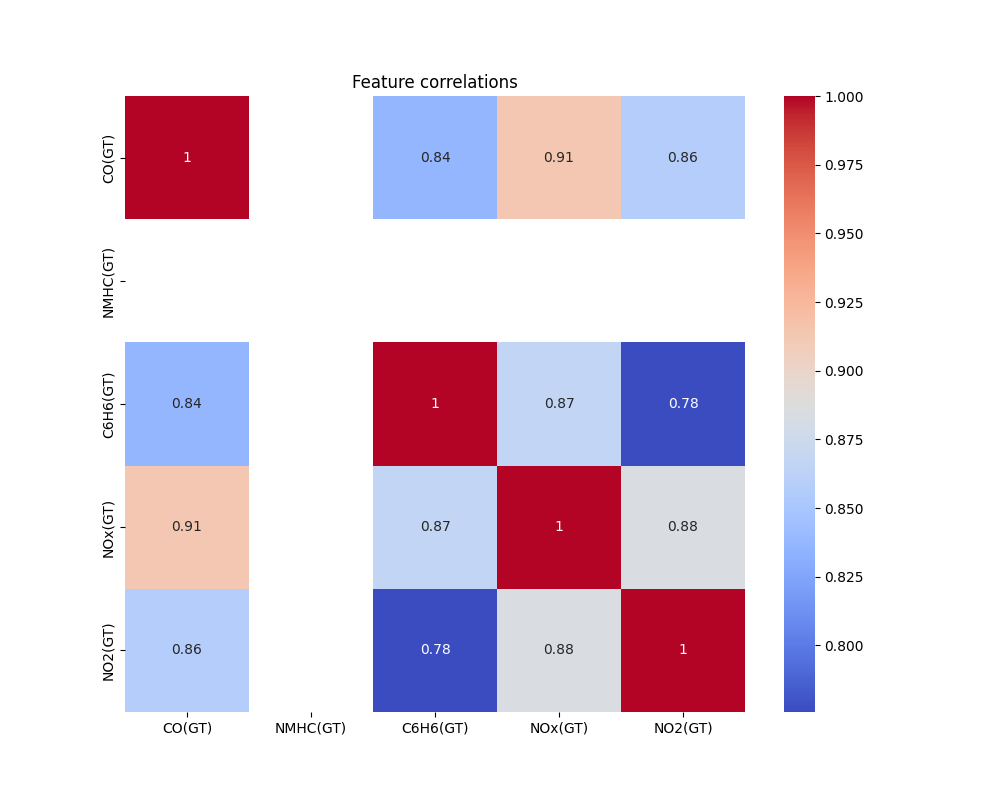 Feature correlations
CO(GT)
1
0.84
0.91
0.86
NMHC(GT)
C6H6(GT)
0.84
1
0.87
0.78
NOx(GT)
0.91
0.87
1
0.88
NO2(GT)
0.86
0.78
0.88
1
CO(GT)
NMHC(GT)
C6H6(GT)
NOx(GT)
NO2(GT)
1.000
0.975
0.950
0.925
0.900
0.875
0.850
0.825
0.800